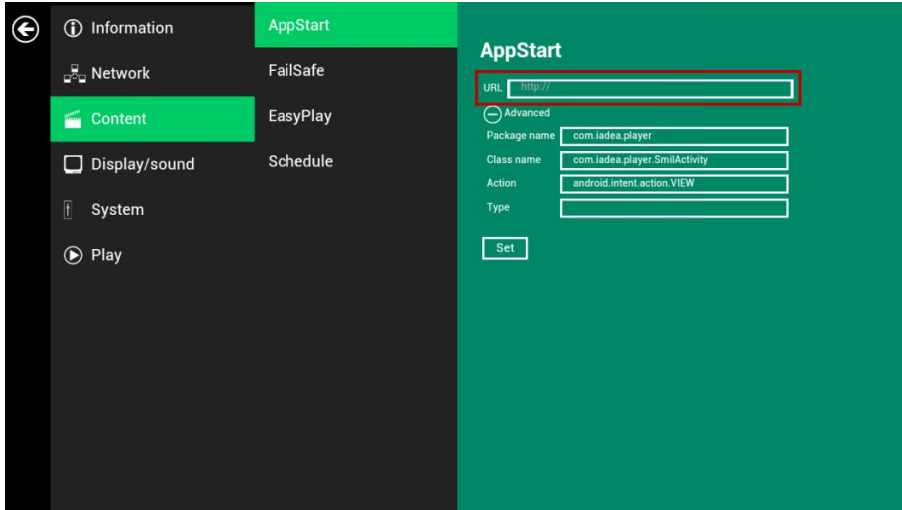 Information
Network
Content
Display/sound
System
Play
AppStart
FailSafe
EasyPlay
Schedule
AppStart
URL http://
Advanced
Package name com.iadea.player
Class name com.iadea.player.SmilActivity
Action android.intent.action.VIEW
Type
Set